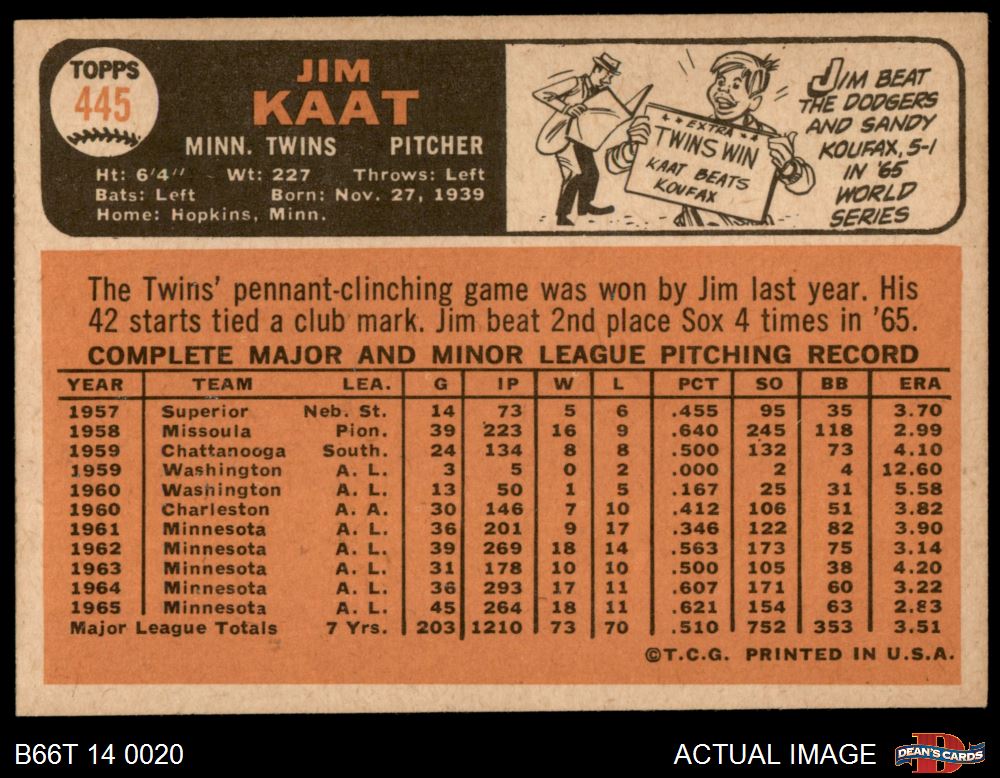 TOPPS
445
JIM
KAAT
MINN. TWINS PITCHER
Ht: 6'4" Wt: 227 Throws: Left
Bats: Left Born: Nov. 27, 1939
Home: Hopkins, Minn.
EXTRA
TWINS WIN
KAAT BEATS
KOUFAX
JIM BEAT
THE DODGERS
AND SANDY
KOUFAX, 5-1
IN '65
WORLD
SERIES
The Twins' pennant-clinching game was won by Jim last year. His
42 starts tied a club mark. Jim beat 2nd place Sox 4 times in '65.
COMPLETE MAJOR AND MINOR LEAGUE PITCHING RECORD
YEAR TEAM LEA. G IP W L PCT SO BB ERA
1957 Superior Neb. St. 14 73 5 6 .455 95 35 3.70
1958 Missoula Pion. 39 223 16 9 .640 245 118 2.99
1959 Chattanooga South. 24 134 8 8 .500 132 73 4.10
1959 Washington A. L. 3 5 0 2 .000 2 4 12.60
1960 Washington A. L. 13 50 1 5 .167 25 31 5.58
1960 Charleston A. A. 30 146 7 10 .412 106 51 3.82
1961 Minnesota A. L. 36 201 9 17 .346 122 82 3.90
1962 Minnesota A. L. 39 269 18 14 .563 173 75 3.14
1963 Minnesota A. L. 31 178 10 10 .500 105 38 4.20
1964 Minnesota A. L. 36 293 17 11 .607 171 60 3.22
1965 Minnesota A. L. 45 264 18 11 .621 154 63 2.83
Major League Totals 7 Yrs. 203 1210 73 70 .510 752 353 3.51
©T.C.G. PRINTED IN U.S.A.
B66T 14 0020
ACTUAL IMAGE
DEAN'S CARDS